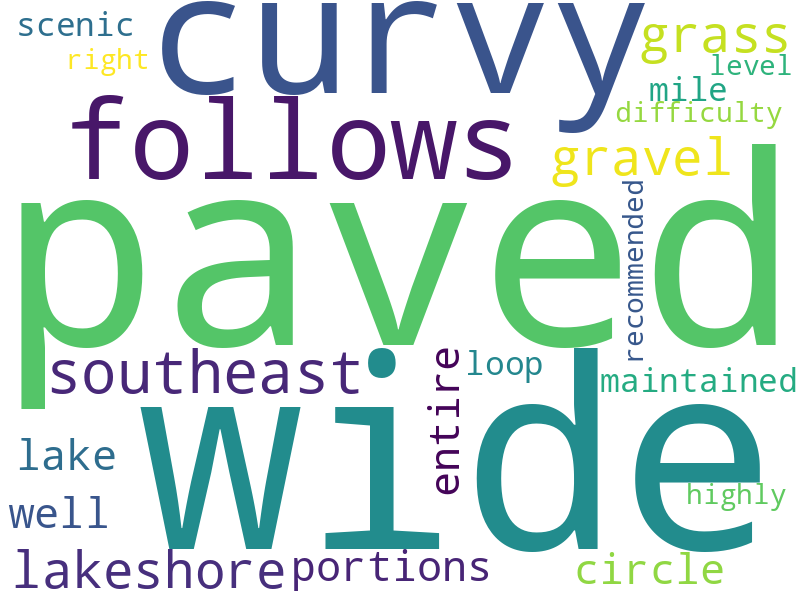 scenic
right
curvy
grass
level
mile
difficulty
follows
gravel
paved
recommended
southeast
entire
loop
maintained
wide
lake
well
highly
lakeshore
portions
circle